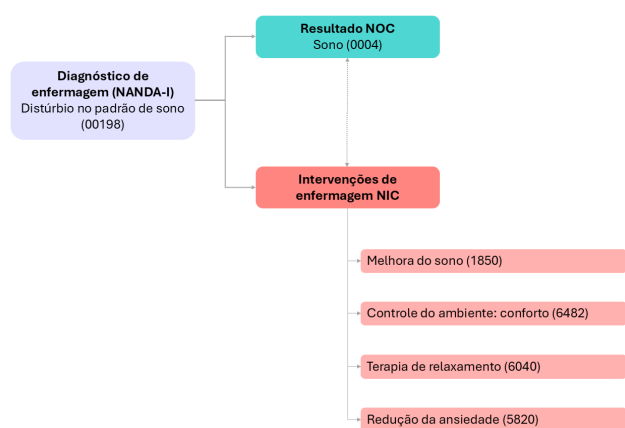 Resultado NOC
Sono (0004)
Diagnóstico de
enfermagem (NANDA-I)
Distúrbio no padrão de sono
(00198)
Intervenções de
enfermagem NIC
Melhora do sono (1850)
Controle do ambiente: conforto (6482)
Terapia de relaxamento (6040)
Redução da ansiedade (5820)